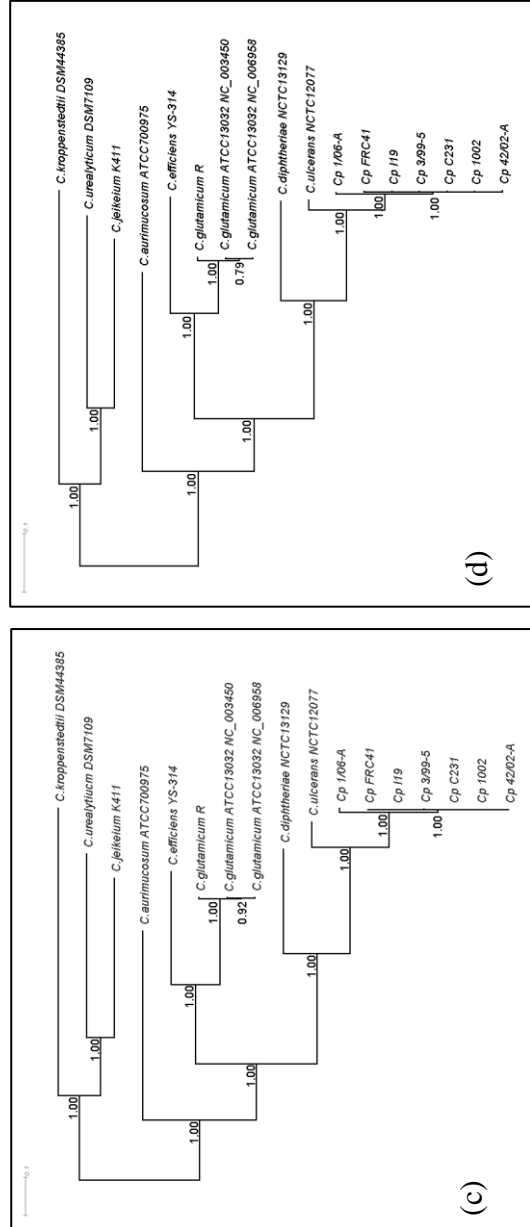 0.1
C.kroppenstedtii DSM44385
1.00
C.urealytiucm DSM7109
1.00
C.jeikeium K411
C.aurimucosum ATCC700975
C.efficiens YS-314
1.00
1.00
C.glutamicum R
1.00
C.glutamicum ATCC13032 NC_003450
0.92
C.glutamicum ATCC13032 NC_006958
1.00
C.diphtheriae NCTC13129
C.ulcerans NCTC12077
1.00
Cp 1/06-A
1.00
Cp FRC41
Cp I19
1.00
Cp 3/99-5
1.00
Cp C231
Cp 1002
Cp 42/02-A
(c)
0.1
C.kroppenstedtii DSM44385
1.00
C.urealyticum DSM7109
1.00
C.jeikeium K411
C.aurimucosum ATCC700975
C.efficiens YS-314
1.00
1.00
C.glutamicum R
1.00
C.glutamicum ATCC13032 NC_003450
0.79
C.glutamicum ATCC13032 NC_006958
1.00
C.diphtheriae NCTC13129
C.ulcerans NCTC12077
1.00
Cp 1/06-A
1.00
Cp FRC41
Cp I19
1.00
Cp 3/99-5
1.00
Cp C231
Cp 1002
Cp 42/02-A
(d)